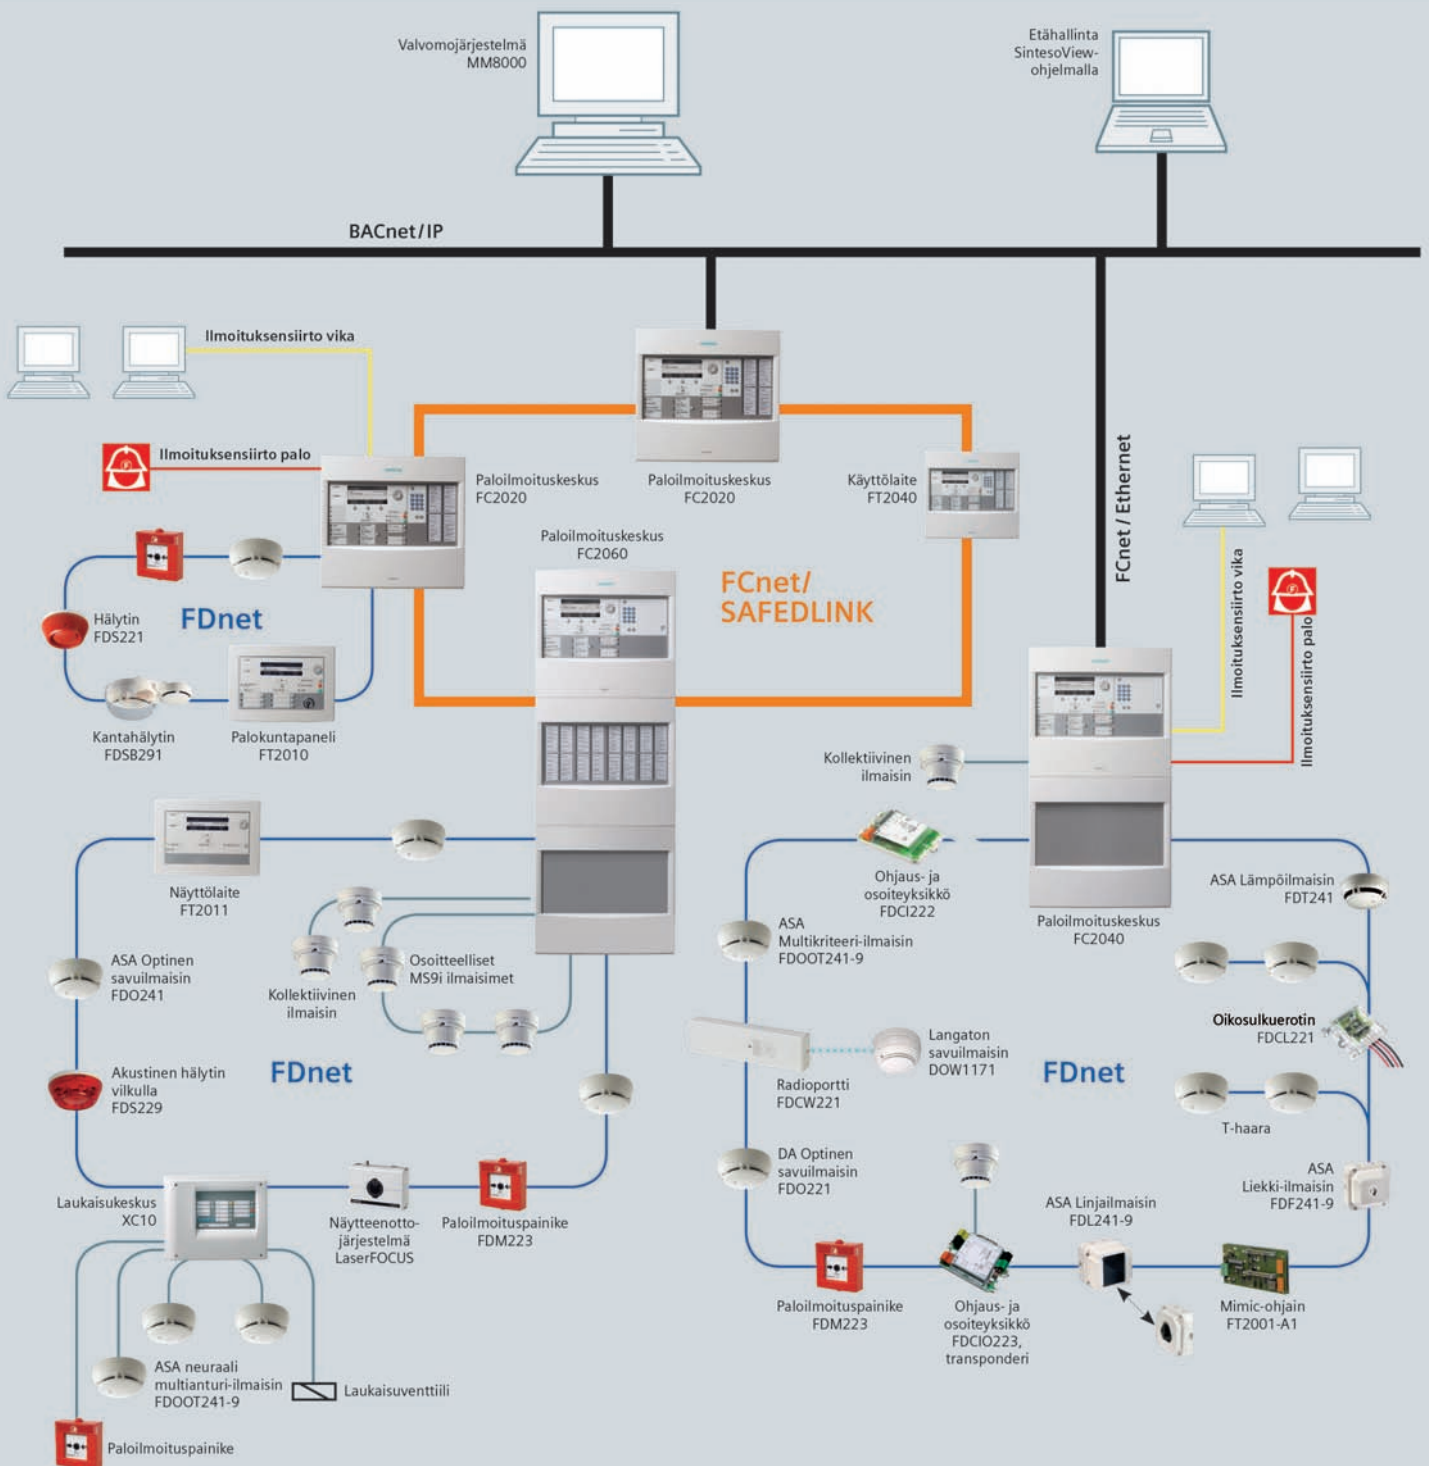 Valvomojärjestelmä
MM8000
Etähallinta
SintesoView-
ohjelmalla
BACnet/IP
Ilmoituksensiirto vika
Ilmoituksensiirto palo
Paloilmoituskeskus
FC2020
Paloilmoituskeskus
FC2020
Käyttölaite
FT2040
FCnet / Ethernet
Paloilmoituskeskus
FC2060
FCnet/
SAFEDLINK
Ilmoituksensiirto vika
Ilmoituksensiirto palo
Hälytin
FDS221
FDnet
Kantahälytin
FDSB291
Palokuntapaneli
FT2010
Kollektiivinen
ilmaisin
Näyttölaite
FT2011
Ohjaus- ja
osoiteyksikkö
FDCI222
Paloilmoituskeskus
FC2040
ASA Lämpöilmaisin
FDT241
ASA Optinen
savuilmaisin
FDO241
Kollektiivinen
ilmaisin
Osoitteelliset
MS9i ilmaisimet
ASA
Multikriteeri-ilmaisin
FDOOT241-9
Oikosulkuerotin
FDCL221
Akustinen hälytin
vilkulla
FDS229
FDnet
Radioportti
FDCW221
Langaton
savuilmaisin
DOW1171
FDnet
T-haara
DA Optinen
savuilmaisin
FDO221
ASA
Liekki-ilmaisin
FDF241-9
Laukaisukeskus
XC10
Näytteenotto-
järjestelmä
LaserFOCUS
Paloilmoituspainike
FDM223
ASA Linjailmaisin
FDL241-9
Paloilmoituspainike
FDM223
Ohjaus- ja
osoiteyksikkö
FDCIO223,
transponderi
Mimic-ohjain
FT2001-A1
ASA neuraali
multianturi-ilmaisin
FDOOT241-9
Laukaisuventtiili
Paloilmoituspainike